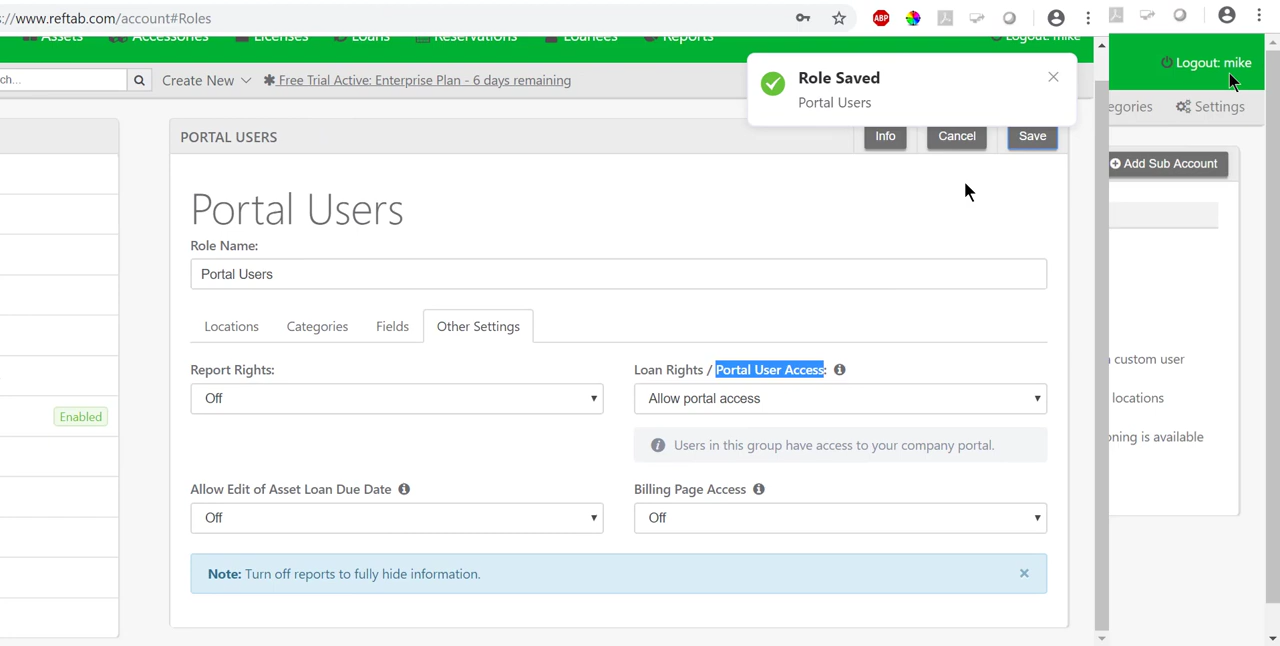 ://www.reftab.com/account#Roles
ABP
Assets Accessories Licenses Loans Reservations Loanees Reports Logout: mike
ch...
Create New
Free Trial Active: Enterprise Plan - 6 days remaining
Role Saved
Portal Users
PORTAL USERS
Info
Cancel
Save
Portal Users
Role Name:
Portal Users
Locations
Categories
Fields
Other Settings
Report Rights:
Off
Loan Rights / Portal User Access:
Allow portal access
Users in this group have access to your company portal.
Enabled
Allow Edit of Asset Loan Due Date
Off
Billing Page Access
Off
Note: Turn off reports to fully hide information.
Logout: mike
egories
Settings
Add Sub Account
custom user
locations
oning is available